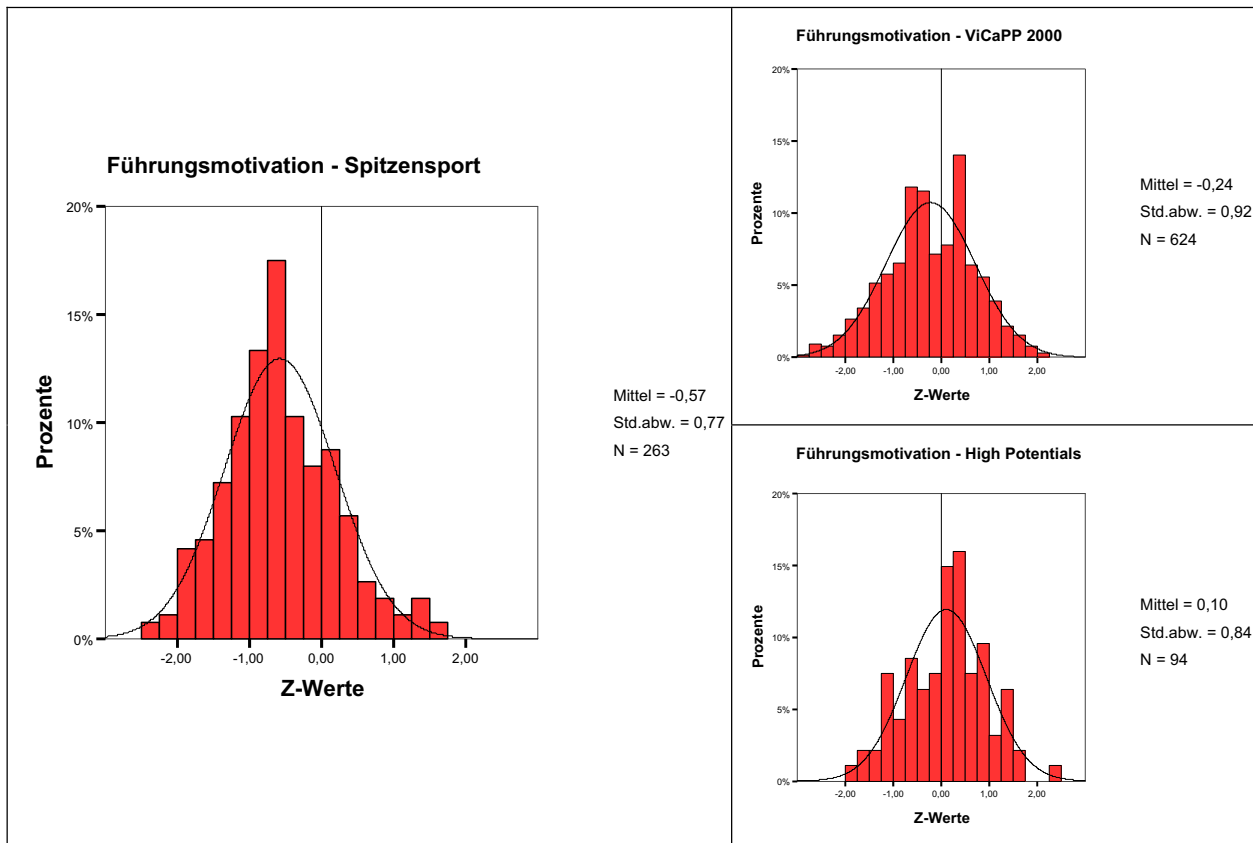 Führungsmotivation - Spitzensport
20%
15%
10%
5%
0%
Prozente
-2,00 -1,00 0,00 1,00 2,00
Z-Werte
Mittel = -0,57
Std.abw. = 0,77
N = 263
Führungsmotivation - ViCaPP 2000
20%
15%
10%
5%
0%
Prozente
-2,00 -1,00 0,00 1,00 2,00
Z-Werte
Mittel = -0,24
Std.abw. = 0,92
N = 624
Führungsmotivation - High Potentials
20%
15%
10%
5%
0%
Prozente
-2,00 -1,00 0,00 1,00 2,00
Z-Werte
Mittel = 0,10
Std.abw. = 0,84
N = 94